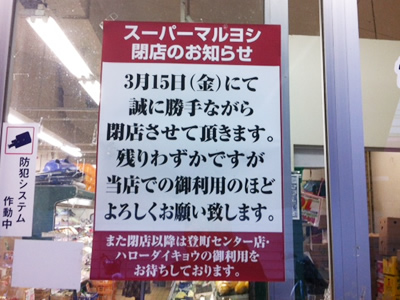 スーパーマルヨシ
閉店のお知らせ
3月15日(金)にて
誠に勝手ながら
閉店させて頂きます。
残りわずかですが
当店での御利用のほど
よろしくお願い致します。
また閉店以降は登町センター店・
ハローダイキョウの御利用を
お待ちしております。
防犯システム
作動中